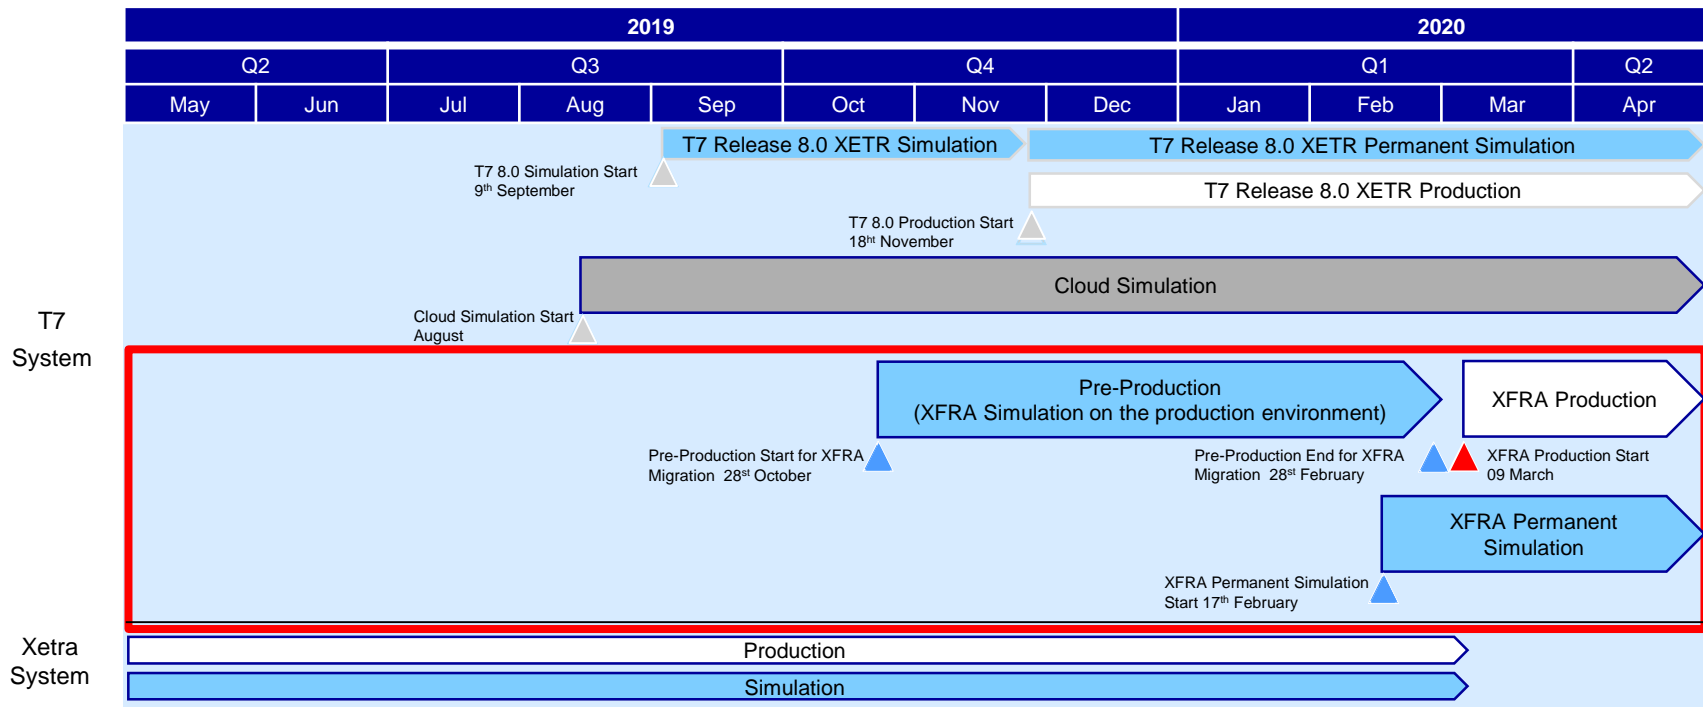 2019
2020
Q2
Q3
Q4
Q1
Q2
May
Jun
Jul
Aug
Sep
Oct
Nov
Dec
Jan
Feb
Mar
Apr
T7 Release 8.0 XETR Simulation
T7 Release 8.0 XETR Permanent Simulation
T7 8.0 Simulation Start
9th September
T7 Release 8.0 XETR Production
T7 8.0 Production Start
18ht November
Cloud Simulation
Cloud Simulation Start
August
T7
System
Pre-Production
(XFRA Simulation on the production environment)
XFRA Production
Pre-Production Start for XFRA
Migration 28st October
Pre-Production End for XFRA
Migration 28st February
XFRA Production Start
09 March
XFRA Permanent
Simulation
XFRA Permanent Simulation
Start 17th February
Xetra
System
Production
Simulation